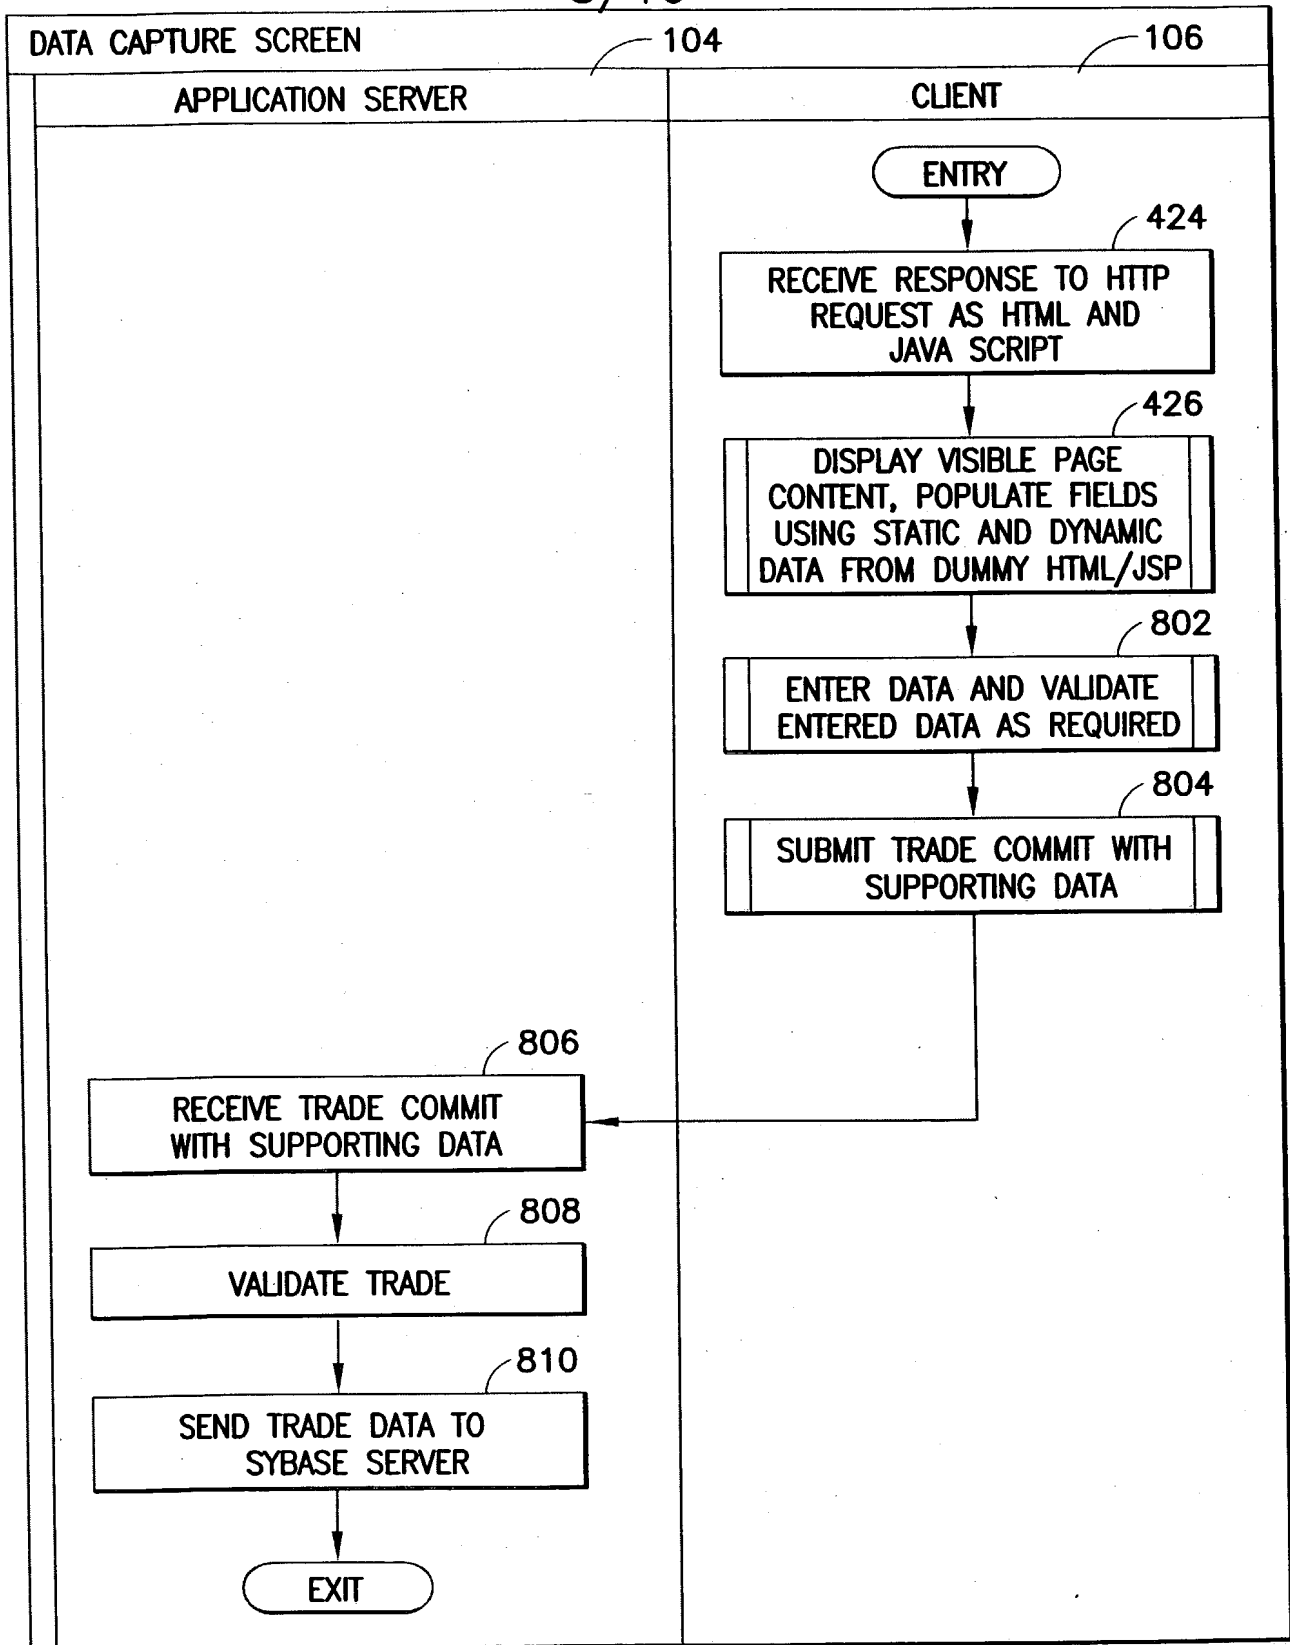 DATA CAPTURE SCREEN
104
106
APPLICATION SERVER
CLIENT
ENTRY
424
RECEIVE RESPONSE TO HTTP
REQUEST AS HTML AND
JAVA SCRIPT
426
DISPLAY VISIBLE PAGE
CONTENT, POPULATE FIELDS
USING STATIC AND DYNAMIC
DATA FROM DUMMY HTML/JSP
802
ENTER DATA AND VALIDATE
ENTERED DATA AS REQUIRED
804
SUBMIT TRADE COMMIT WITH
SUPPORTING DATA
806
RECEIVE TRADE COMMIT
WITH SUPPORTING DATA
808
VALIDATE TRADE
810
SEND TRADE DATA TO
SYBASE SERVER
EXIT